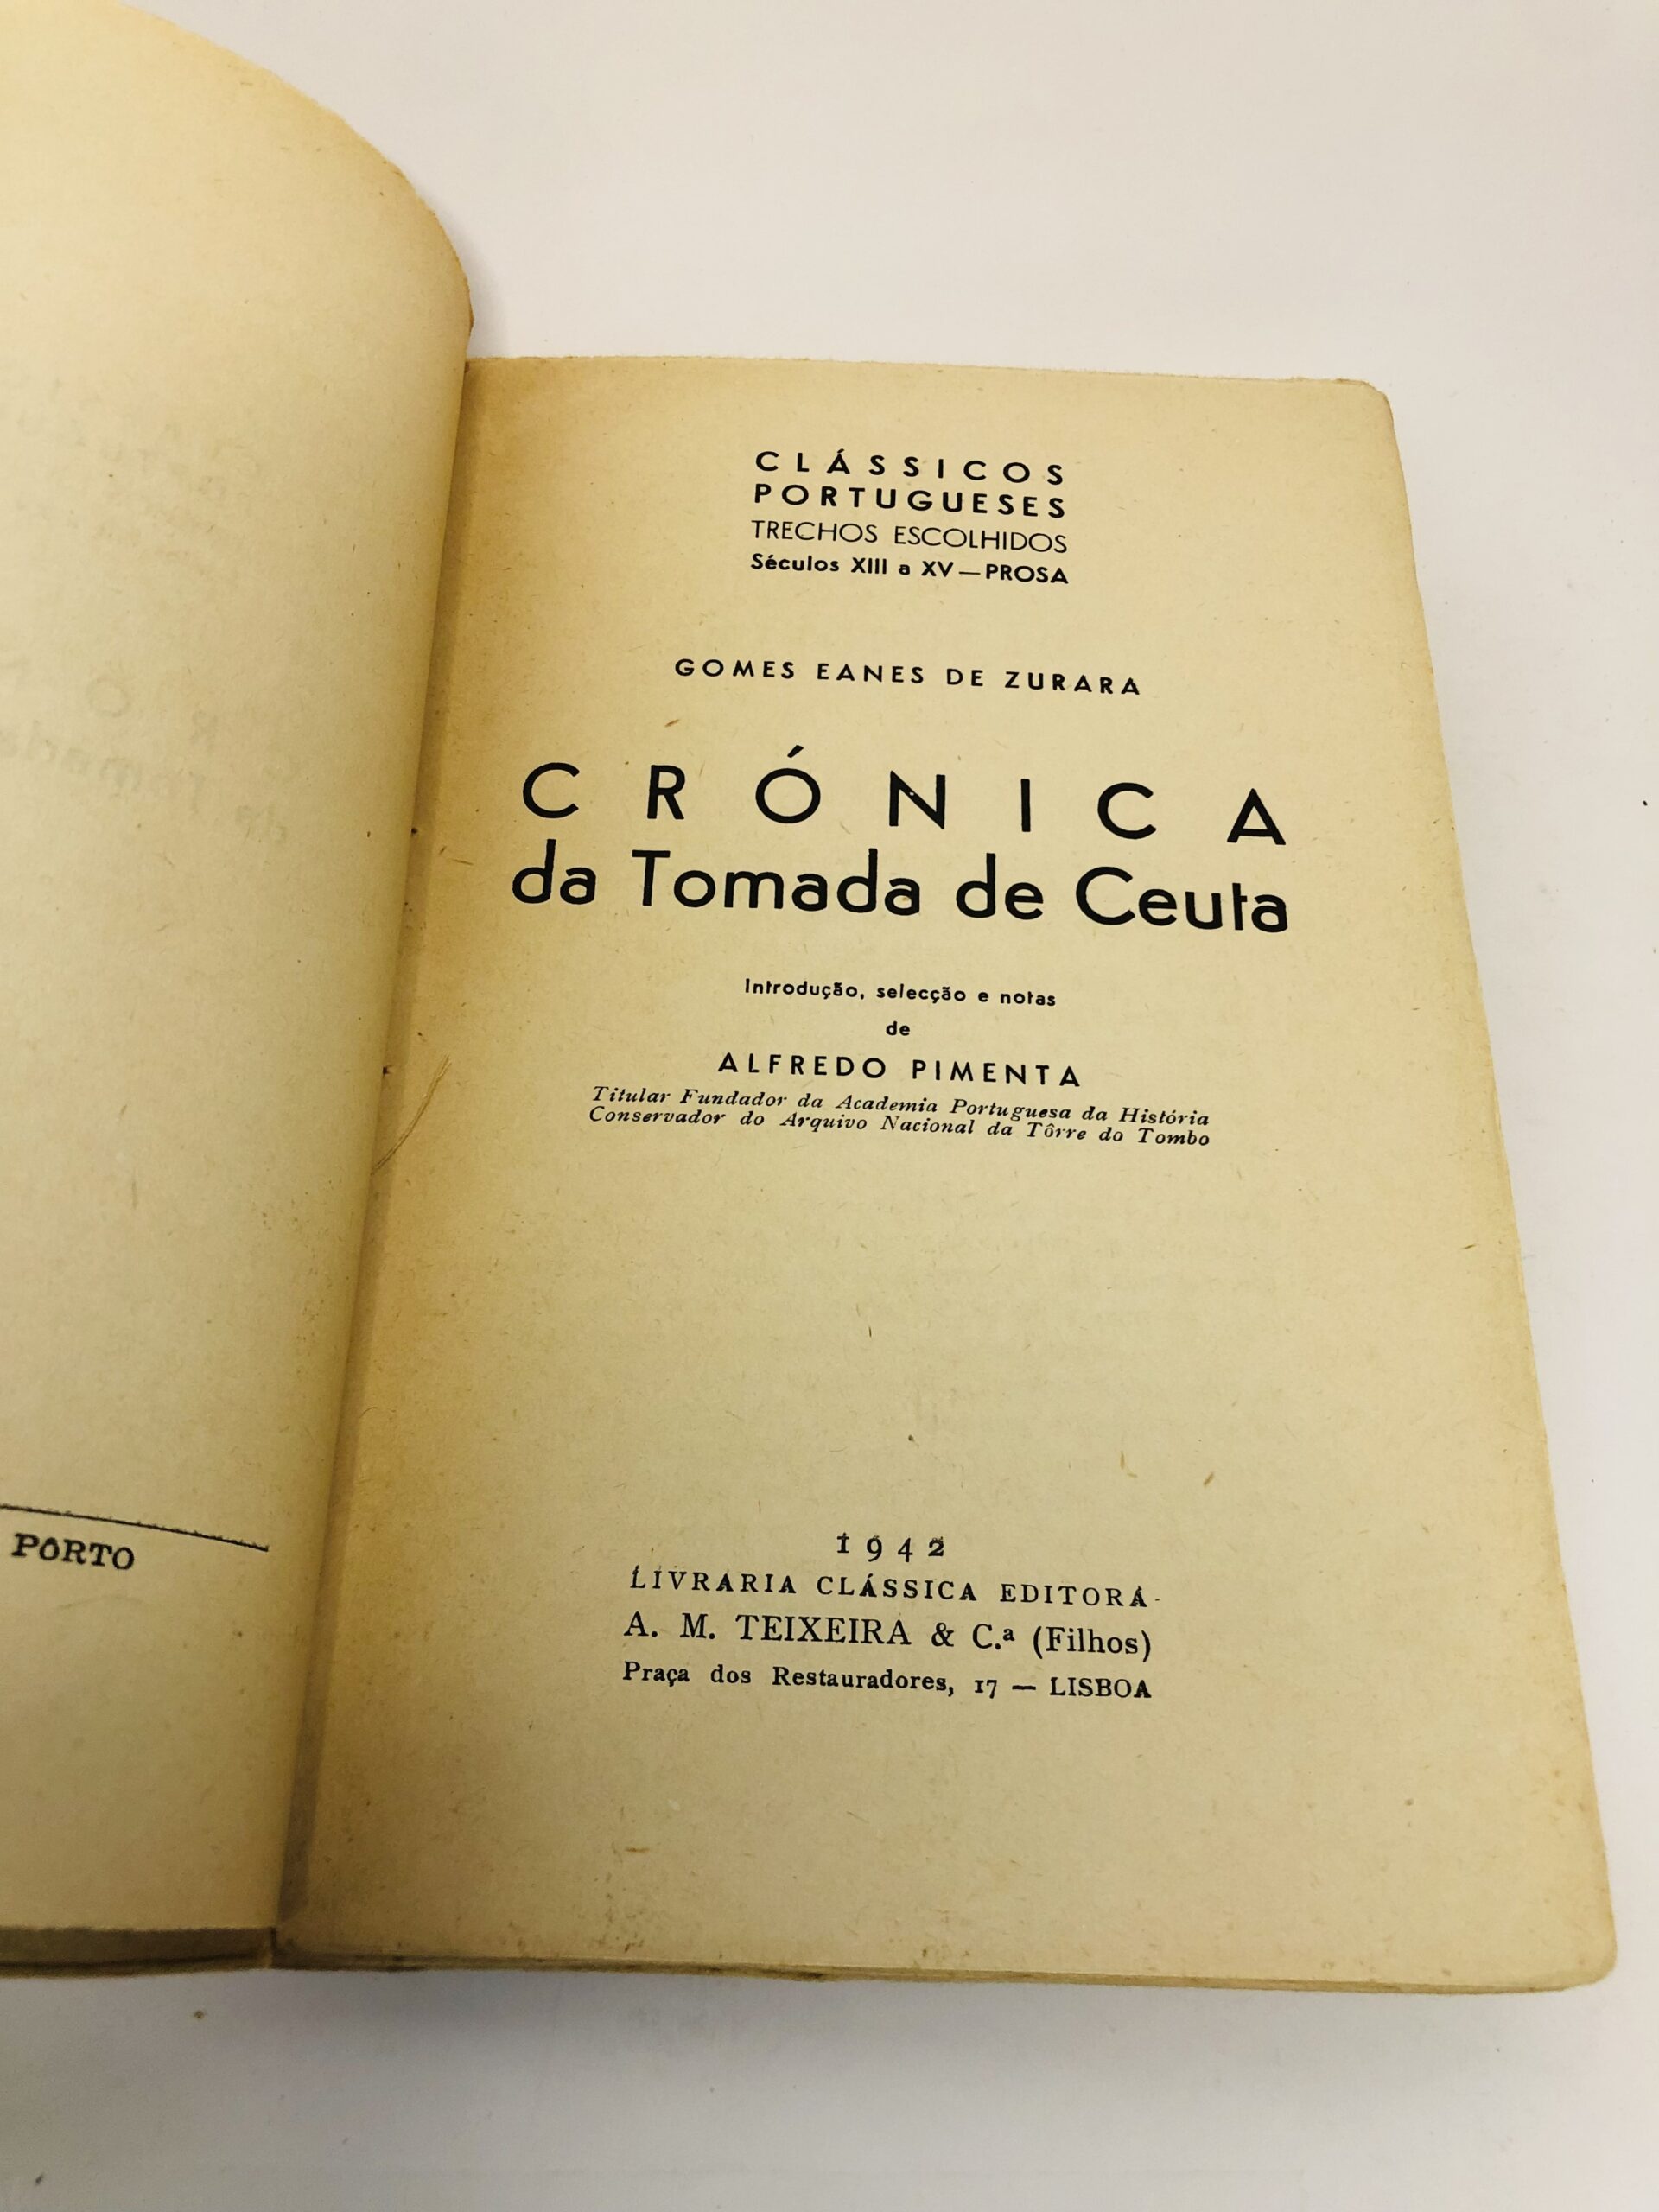 PORTO
CLÁSSICOS
PORTUGUESES
TRECHOS ESCOLHIDOS
Séculos XIII a XV — PROSA
GOMES EANES DE ZURARA
CRÓNICA
da Tomada de Ceuta
Introdução, selecção e notas
de
ALFREDO PIMENTA
Titular Fundador da Academia Portuguesa da História
Conservador do Arquivo Nacional da Tôrre do Tombo
1942
LIVRARIA CLÁSSICA EDITORA
A. M. TEIXEIRA & C.ª (Filhos)
Praça dos Restauradores, 17 — LISBOA